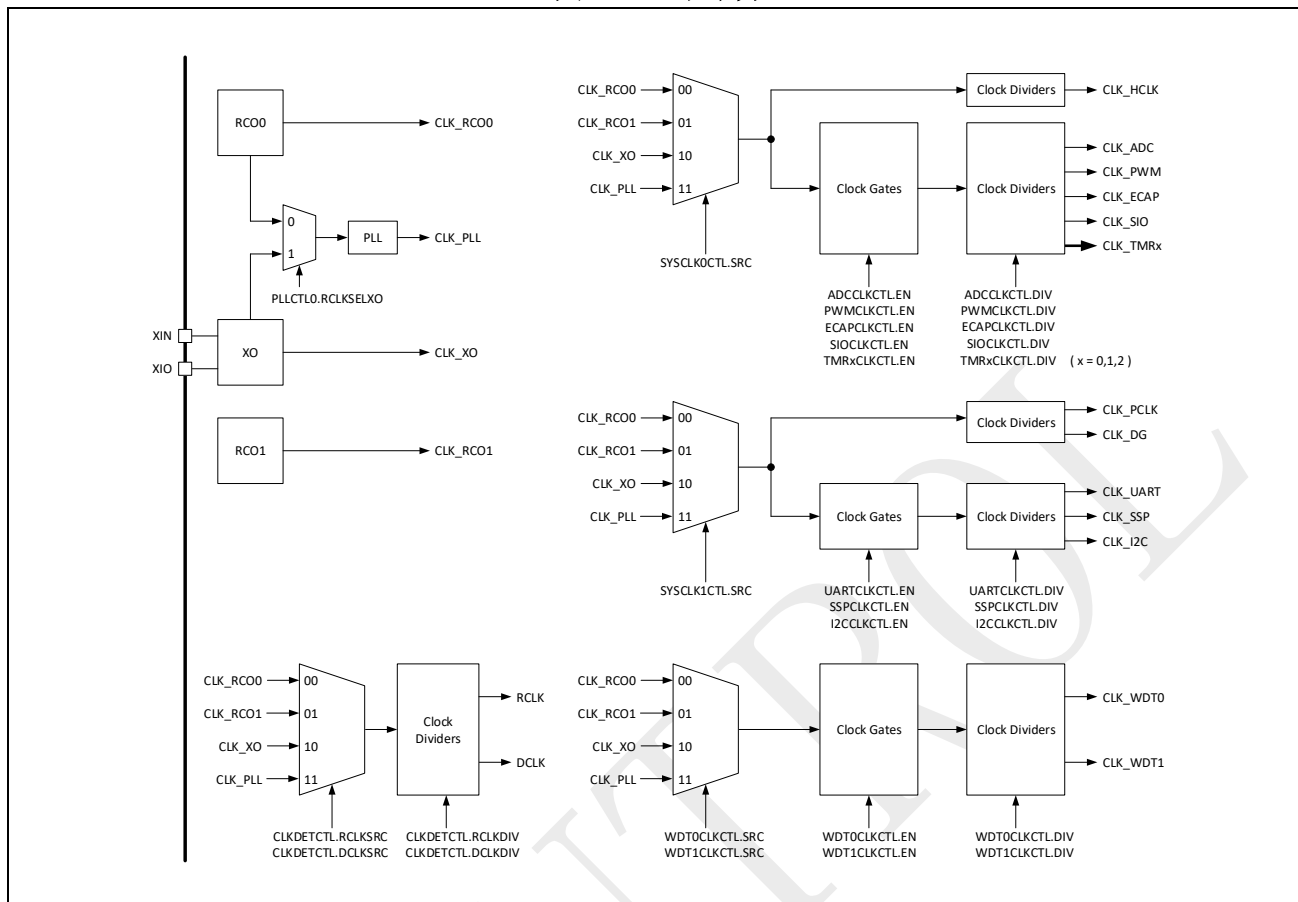 RCO0
CLK_RCO0
0
1
PLL
CLK_PLL
PLLCTL0.RCLKSELXO
XIN
XIO
XO
CLK_XO
RCO1
CLK_RCO1
CLK_RCO0 00
CLK_RCO1 01
CLK_XO 10
CLK_PLL 11
SYSCLK0CTL.SRC
Clock Dividers
CLK_HCLK
Clock Gates
Clock Dividers
CLK_ADC
CLK_PWM
CLK_ECAP
CLK_SIO
CLK_TMRx
ADCCLKCTL.EN
PWMCLKCTL.EN
ECAPCLKCTL.EN
SIOCLKCTL.EN
TMRxCLKCTL.EN
ADCCLKCTL.DIV
PWMCLKCTL.DIV
ECAPCLKCTL.DIV
SIOCLKCTL.DIV
TMRxCLKCTL.DIV ( x = 0,1,2 )
CLK_RCO0 00
CLK_RCO1 01
CLK_XO 10
CLK_PLL 11
SYSCLK1CTL.SRC
Clock Dividers
CLK_PCLK
CLK_DG
Clock Gates
Clock Dividers
CLK_UART
CLK_SSP
CLK_I2C
UARTCLKCTL.EN
SSPCLKCTL.EN
I2CCLKCTL.EN
UARTCLKCTL.DIV
SSPCLKCTL.DIV
I2CCLKCTL.DIV
CLK_RCO0 00
CLK_RCO1 01
CLK_XO 10
CLK_PLL 11
Clock
Dividers
RCLK
DCLK
CLKDETCTL.RCLKSRC
CLKDETCTL.DCLKSRC
CLKDETCTL.RCLKDIV
CLKDETCTL.DCLKDIV
CLK_RCO0 00
CLK_RCO1 01
CLK_XO 10
CLK_PLL 11
Clock Gates
Clock Dividers
CLK_WDT0
CLK_WDT1
WDT0CLKCTL.SRC
WDT1CLKCTL.SRC
WDT0CLKCTL.EN
WDT1CLKCTL.EN
WDT0CLKCTL.DIV
WDT1CLKCTL.DIV